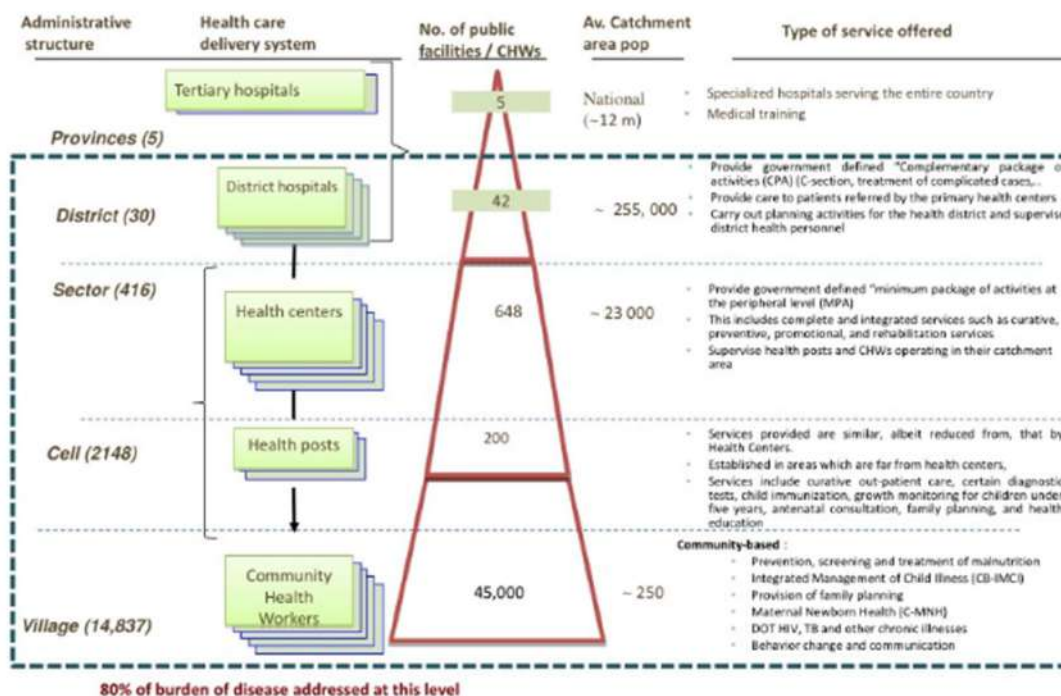 Administrative structure
Health care delivery system
No. of public facilities / CHWs
Av. Catchment area pop
Type of service offered
Tertiary hospitals
5
National
(~12 m)
· Specialized hospitals serving the entire country
· Medical training
Provinces (5)
District hospitals
District (30)
42
~ 255, 000
· Provide government defined "Complementary package o
activities (CPA) (C-section, treatment of complicated cases,..
· Provide care to patients referred by the primary health centers
· Carry out planning activities for the health district and supervise
district health personnel
Sector (416)
Health centers
648
~ 23 000
· Provide government defined "minimum package of activities at
the peripheral level (MPA)
· This includes complete and integrated services such as curative,
preventive, promotional, and rehabilitation services
· Supervise health posts and CHWs operating in their catchment
area
Cell (2148)
Health posts
200
· Services provided are similar, albeit reduced from, that by
Health Centers.
· Established in areas which are far from health centers,
· Services include curative out-patient care, certain diagnostic
tests, child immunization, growth monitoring for children under
five years, antenatal consultation, family planning, and health
education
Village (14,837)
Community
Health
Workers
45,000
~ 250
Community-based :
· Prevention, screening and treatment of malnutrition
· Integrated Management of Child Illness (CB-IMCI)
· Provision of family planning
· Maternal Newborn Health (C-MNH)
· DOT HIV, TB and other chronic illnesses
· Behavior change and communication
80% of burden of disease addressed at this level